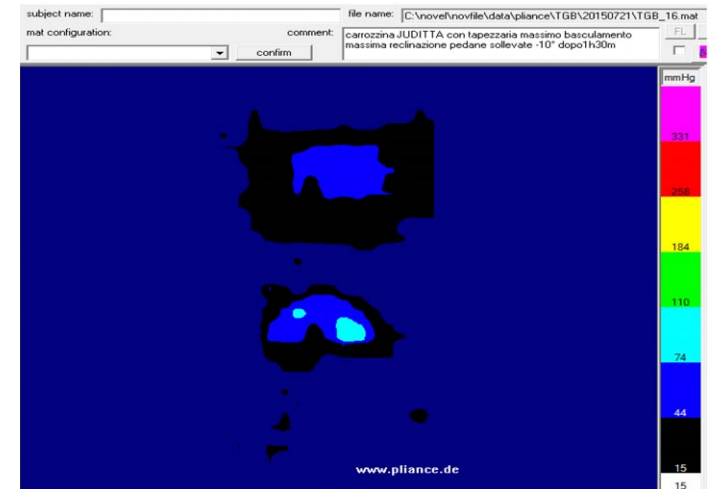 subject name:
file name: C:\novel\novfile\data\pliance\TGB\20150721\TGB_16.mat
mat configuration:
comment: carrozzina JUDITTA con tapezzaria massimo basculamento
massima reclinazione pedane sollevate -10° dopo1h30m
FL
confirm
mmHg
331
258
184
110
74
44
15
15
www.pliance.de